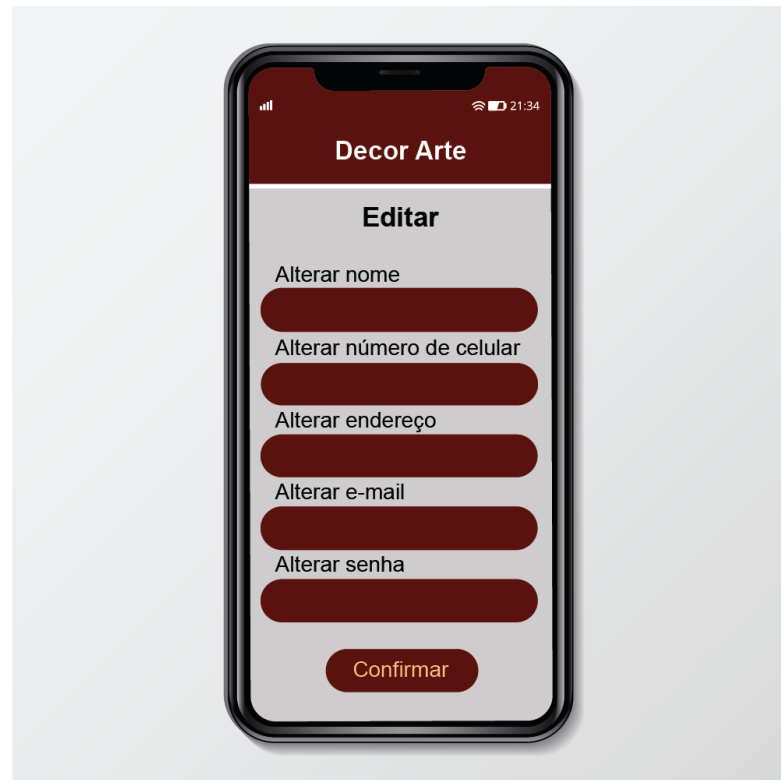 21:34
Decor Arte
Editar
Alterar nome
Alterar número de celular
Alterar endereço
Alterar e-mail
Alterar senha
Confirmar